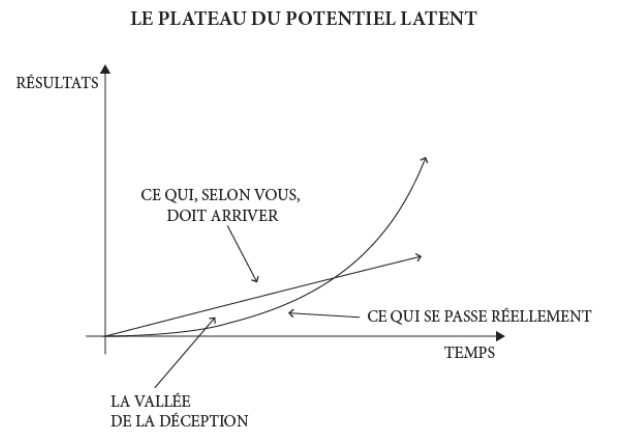 LE PLATEAU DU POTENTIEL LATENT
RÉSULTATS
CE QUI, SELON VOUS,
DOIT ARRIVER
CE QUI SE PASSE RÉELLEMENT
TEMPS
LA VALLÉE
DE LA DÉCEPTION